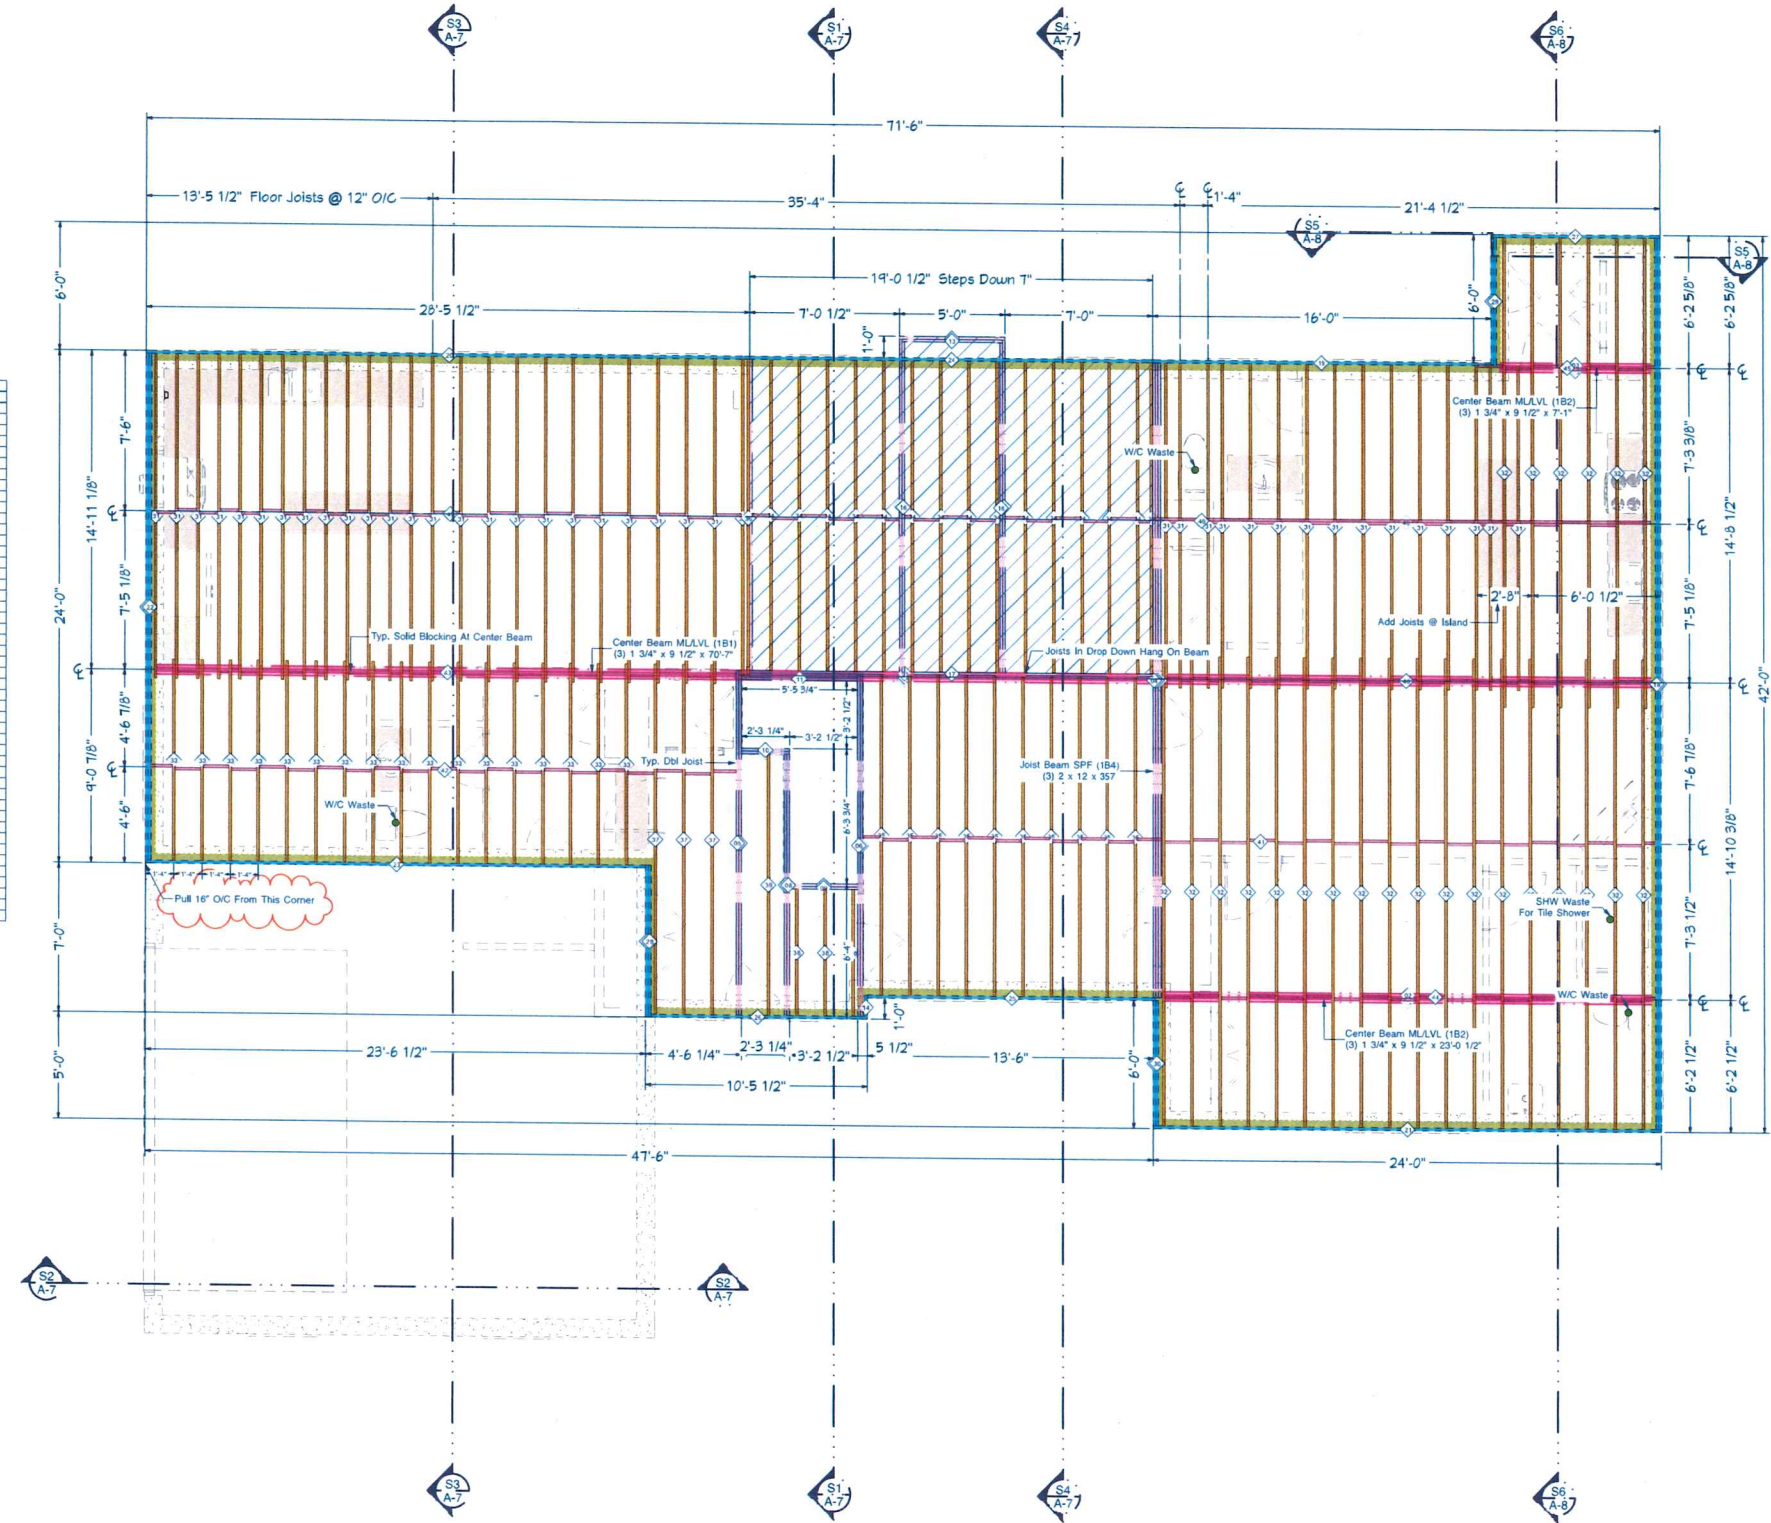 S3
A-7
S1
A-7
S4
A-7
S6
A-8
71'-6"
13'-5 1/2" Floor Joists @ 12" O/C
35'-4"
1'-4"
21'-4 1/2"
S5
A-8
S5
A-8
6'-0"
28'-5 1/2"
19'-0 1/2" Steps Down 7"
7'-0 1/2"
5'-0"
7'-0"
16'-0"
1'-0"
6'-0"
6'-2 5/8"
6'-2 5/8"
Center Beam ML/LVL (1B2)
(3) 1 3/4" x 9 1/2" x 7'-1"
W/C Waste
7'-6"
14'-11 1/8"
24'-0"
7'-5 1/8"
7'-3 3/8"
14'-8 1/2"
42'-0"
7'-5 1/8"
2'-8"
6'-0 1/2"
Add Joists @ Island
Typ. Solid Blocking At Center Beam
Center Beam ML/LVL (1B1)
(3) 1 3/4" x 9 1/2" x 70'-7"
Joists In Drop Down Hang On Beam
5'-5 3/4"
3'-2 1/2"
2'-3 1/4"
3'-2 1/2"
Typ. Dbl Joist
Joist Beam SPF (1B4)
(3) 2 x 12 x 357
4'-6 7/8"
9'-0 7/8"
4'-6"
6'-3 3/4"
6'-4"
7'-6 7/8"
14'-10 3/8"
7'-3 1/2"
W/C Waste
1'-4"
1'-4"
1'-4"
1'-4"
Pull 16" O/C From This Corner
SHW Waste
For Tile Shower
W/C Waste
7'-0"
5'-0"
Center Beam ML/LVL (1B2)
(3) 1 3/4" x 9 1/2" x 23'-0 1/2"
23'-6 1/2"
4'-6 1/4"
2'-3 1/4"
3'-2 1/2"
5 1/2"
1'-0"
13'-6"
6'-0"
10'-5 1/2"
6'-2 1/2"
6'-2 1/2"
47'-6"
24'-0"
S2
A-7
S2
A-7
S3
A-7
S1
A-7
S4
A-7
S6
A-8